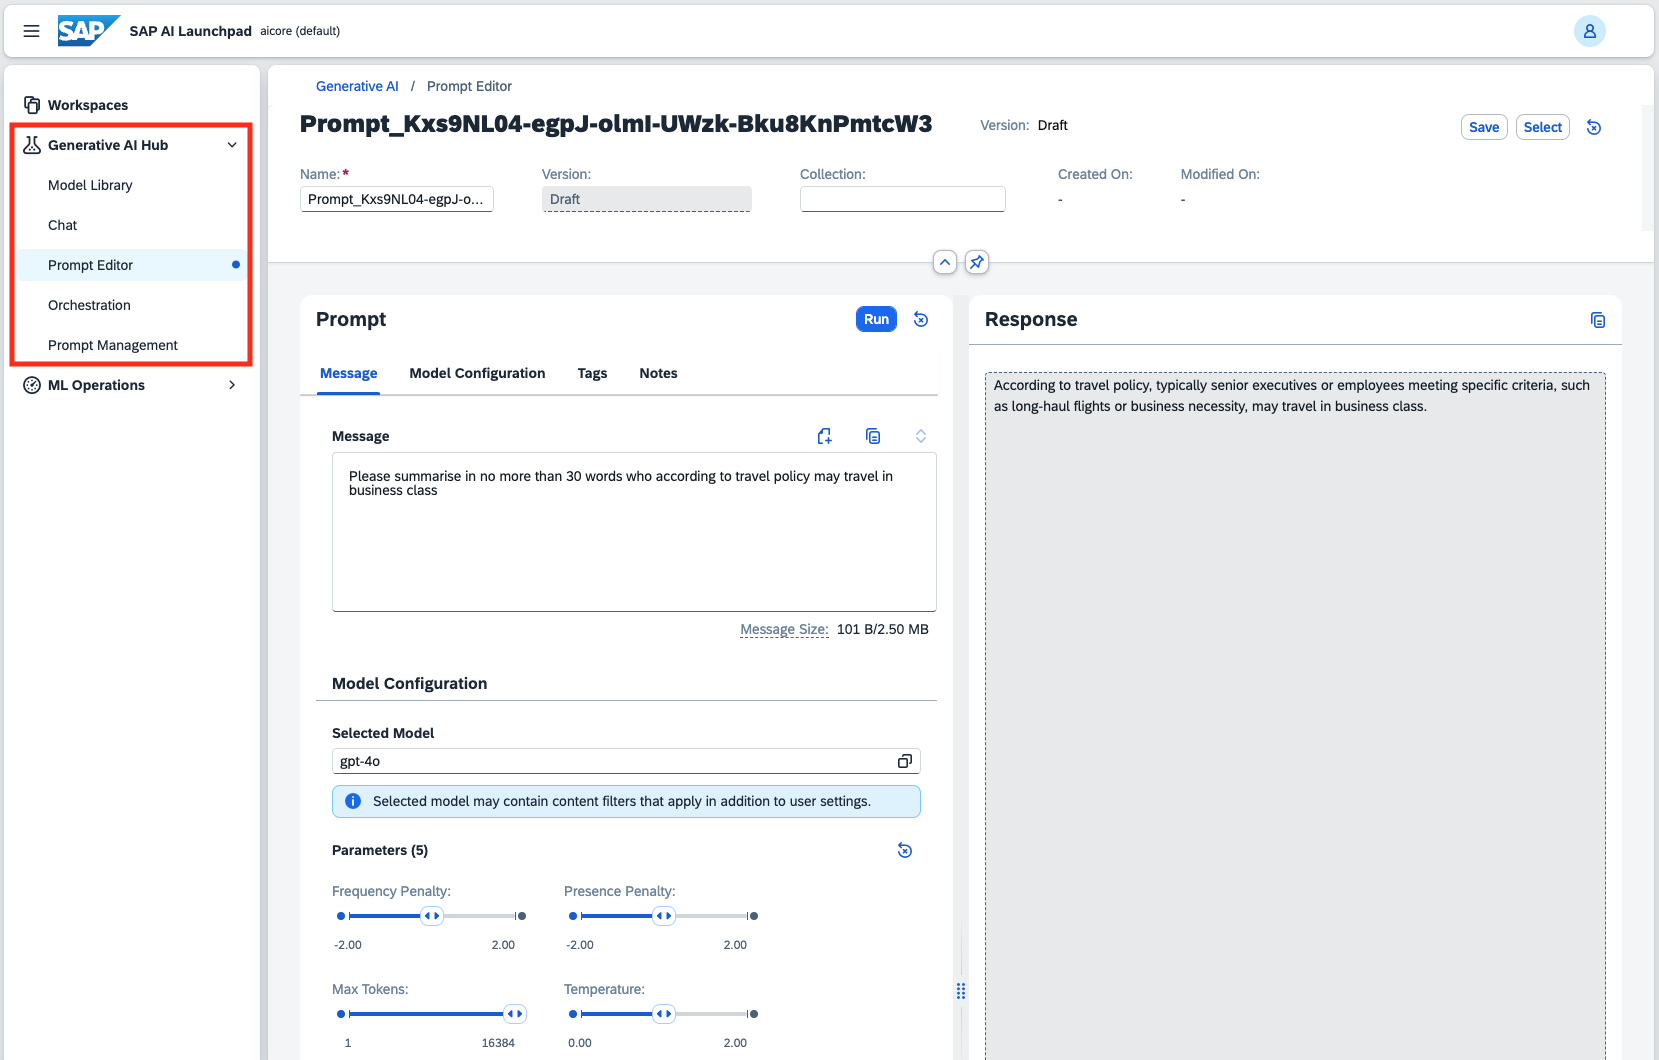 SAP SAP AI Launchpad aicore (default)
Workspaces
Generative AI Hub
Model Library
Chat
Prompt Editor
Orchestration
Prompt Management
ML Operations
Generative AI / Prompt Editor
Prompt_Kxs9NL04-egpJ-olmI-UWzk-Bku8KnPmtcW3
Version: Draft
Save Select
Name:* Version: Collection: Created On: Modified On:
Prompt_Kxs9NL04-egpJ-o... Draft - -
Prompt
Run
Message Model Configuration Tags Notes
Message
Please summarise in no more than 30 words who according to travel policy may travel in
business class
Message Size: 101 B/2.50 MB
Model Configuration
Selected Model
gpt-4o
Selected model may contain content filters that apply in addition to user settings.
Parameters (5)
Frequency Penalty: Presence Penalty:
-2.00 2.00 -2.00 2.00
Max Tokens: Temperature:
1 16384 0.00 2.00
Response
According to travel policy, typically senior executives or employees meeting specific criteria, such
as long-haul flights or business necessity, may travel in business class.